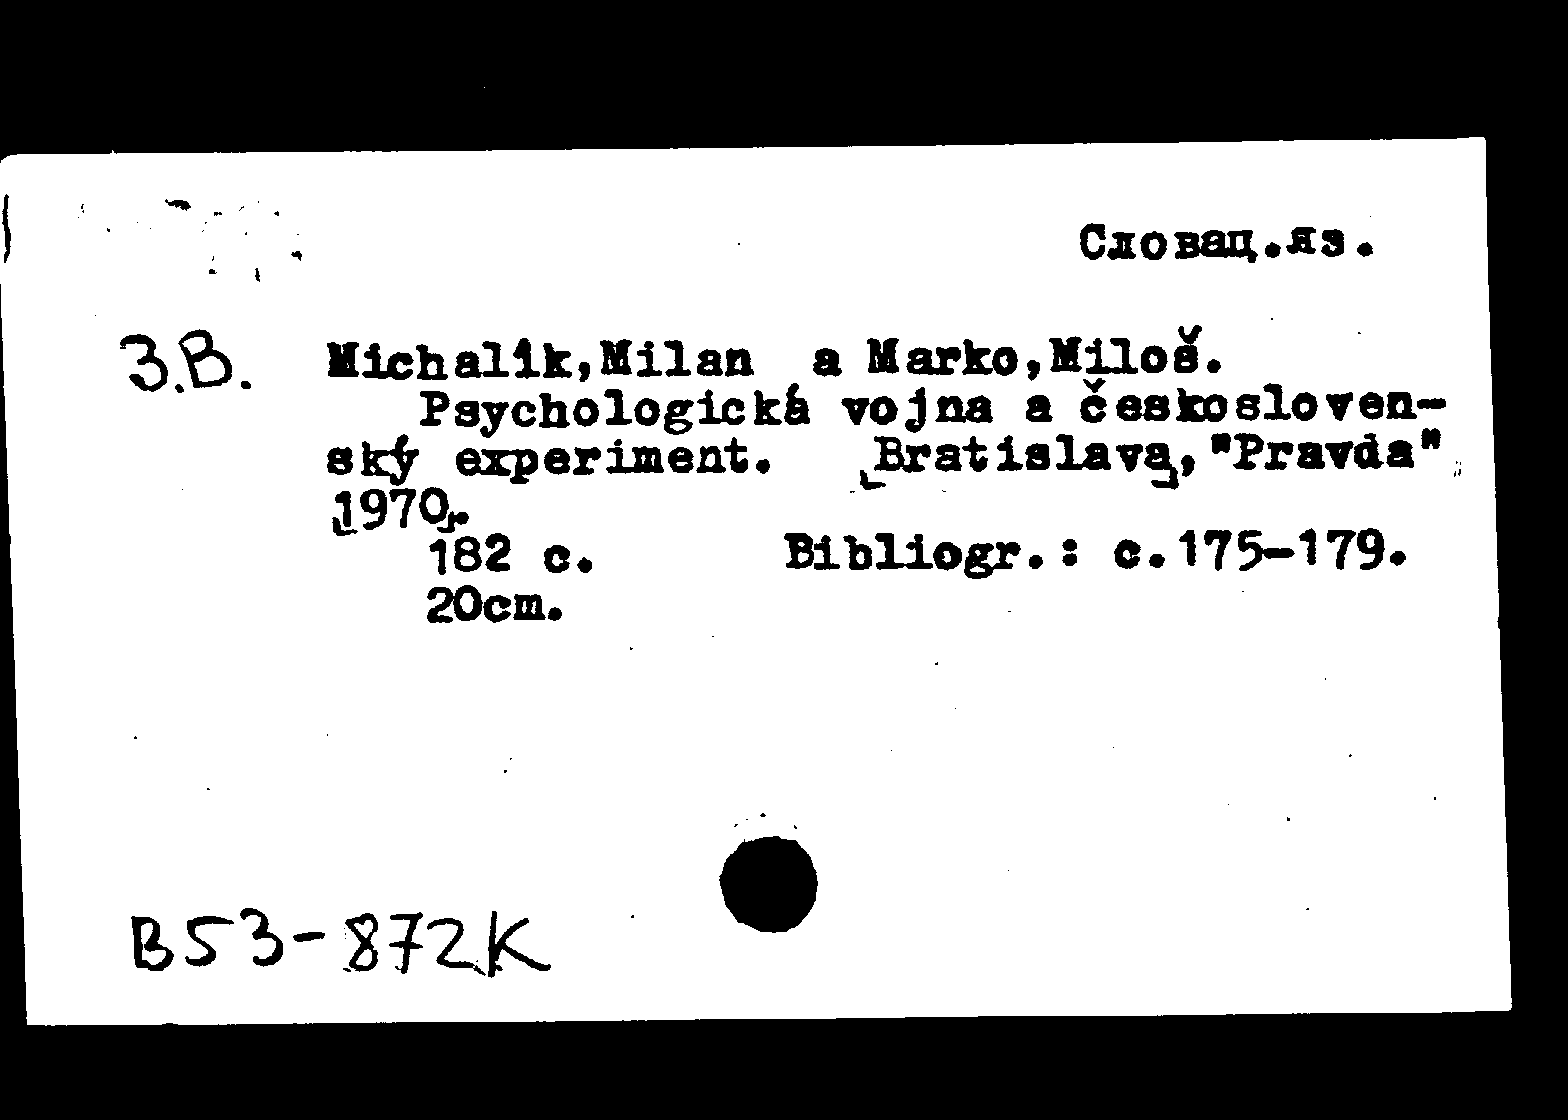 Словац.яз.
З.В. Michalík,Milan a Marko,Miloš.
Psychologická vojna a českosloven-
ský experiment. [Bratislava],"Pravda"
[1970].
182 с. Bibliogr.: с.175-179.
20cm.
В53-872К